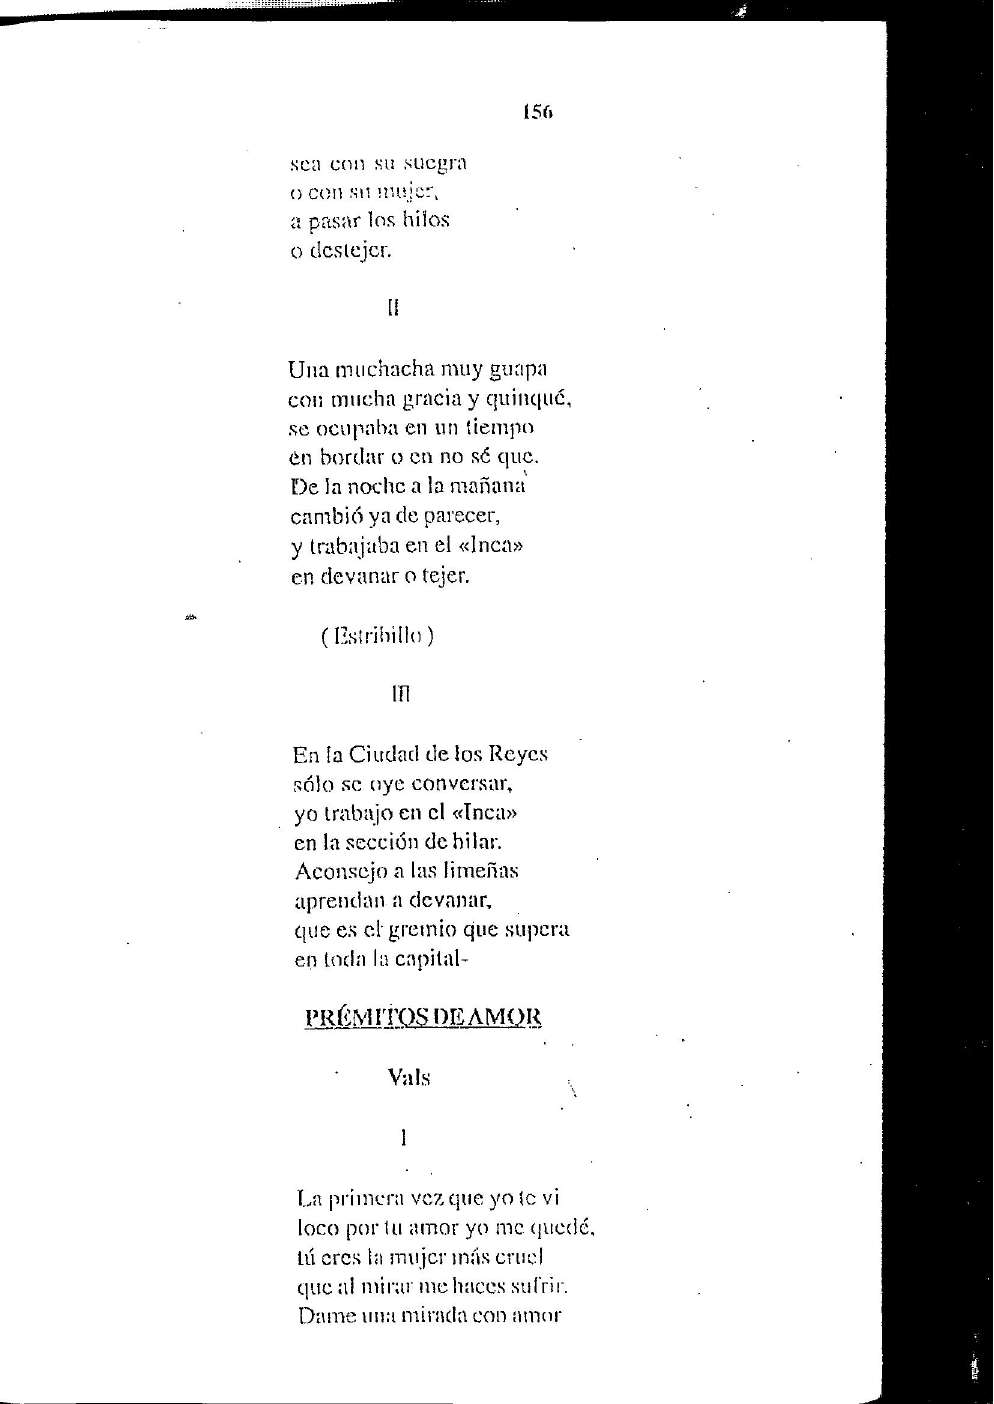 156
sea con su suegra
o con su mujer,
a pasar los hilos
o destejer.
II
Una muchacha muy guapa
con mucha gracia y quinqué,
se ocupaba en un tiempo
en bordar o en no sé que.
De la noche a la mañana
cambió ya de parecer,
y trabajaba en el «Inca»
en devanar o tejer.
( Estribillo )
III
En la Ciudad de los Reyes
sólo se oye conversar,
yo trabajo en el «Inca»
en la sección de hilar.
Aconsejo a las limeñas
aprendan a devanar,
que es el gremio que supera
en toda la capital-
PRÉMITOS DE AMOR
Vals
I
La primera vez que yo te vi
loco por tu amor yo me quedé,
tú eres la mujer más cruel
que al mirar me haces sufrir.
Dame una mirada con amor